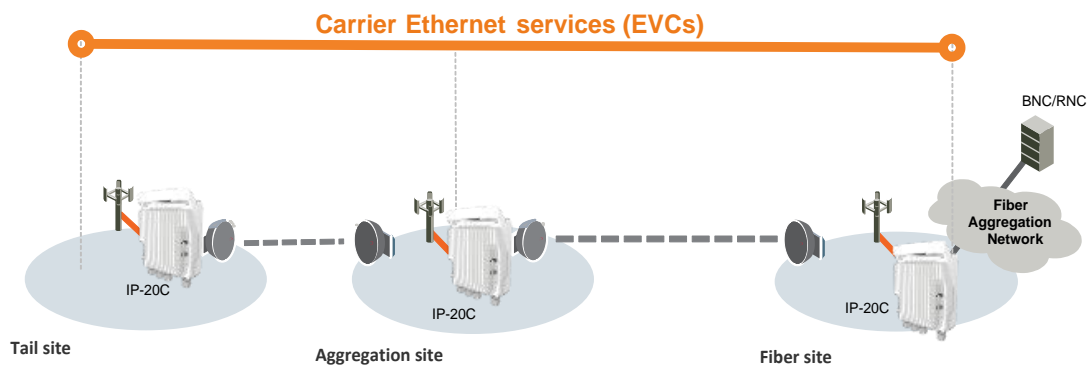 Carrier Ethernet services (EVCs)
BNC/RNC
Fiber
Aggregation
Network
IP-20C
IP-20C
IP-20C
Tail site
Aggregation site
Fiber site